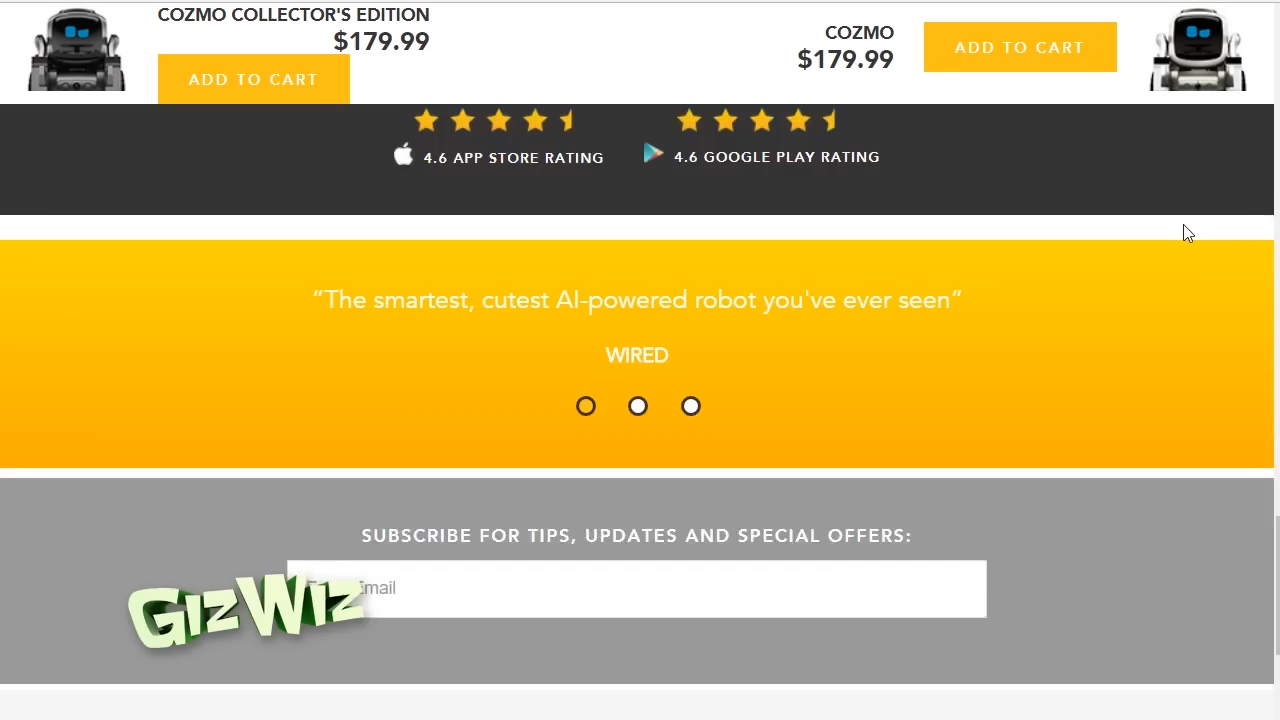 COZMO COLLECTOR'S EDITION
$179.99
ADD TO CART
COZMO
$179.99
ADD TO CART
4.6 APP STORE RATING
4.6 GOOGLE PLAY RATING
“The smartest, cutest AI-powered robot you've ever seen”
WIRED
SUBSCRIBE FOR TIPS, UPDATES AND SPECIAL OFFERS:
Email
GizWiz